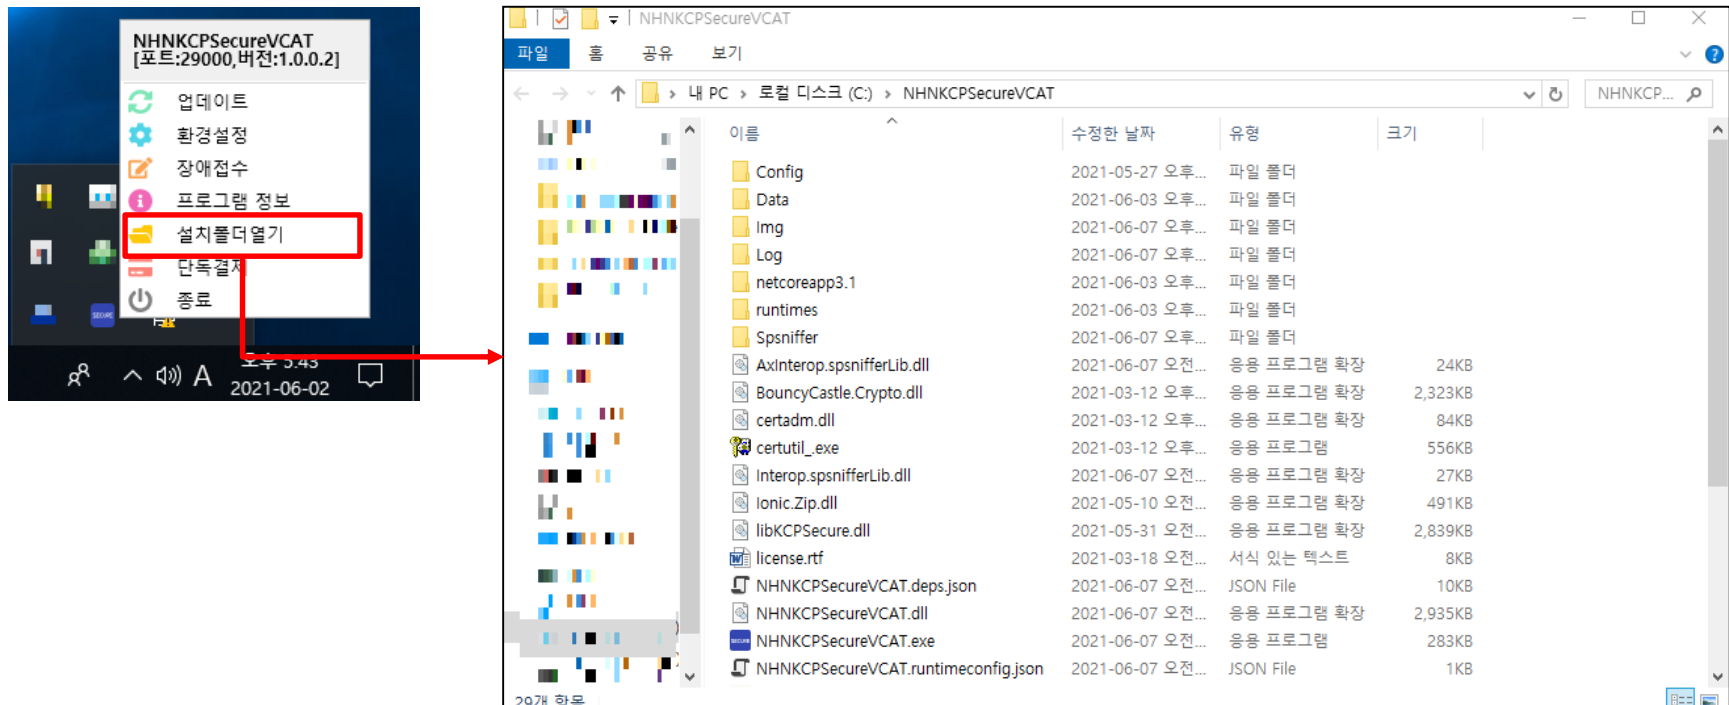 NHNKCPSecureVCAT
[포트:29000,버전:1.0.0.2]
업데이트
환경설정
장애접수
프로그램 정보
설치폴더열기
단독결제
종료
SECURE
A
오후 5:43
2021-06-02
NHNKCPSecureVCAT
파일 홈 공유 보기
내 PC > 로컬 디스크 (C:) > NHNKCPSecureVCAT
NHNKCP...
이름 수정한 날짜 유형 크기
Config 2021-05-27 오후... 파일 폴더
Data 2021-06-03 오후... 파일 폴더
Img 2021-06-07 오후... 파일 폴더
Log 2021-06-07 오후... 파일 폴더
netcoreapp3.1 2021-06-03 오후... 파일 폴더
runtimes 2021-06-03 오후... 파일 폴더
Spsniffer 2021-06-07 오후... 파일 폴더
AxInterop.spsnifferLib.dll 2021-06-07 오전... 응용 프로그램 확장 24KB
BouncyCastle.Crypto.dll 2021-03-12 오후... 응용 프로그램 확장 2,323KB
certadm.dll 2021-03-12 오후... 응용 프로그램 확장 84KB
certutil_.exe 2021-03-12 오후... 응용 프로그램 556KB
Interop.spsnifferLib.dll 2021-06-07 오전... 응용 프로그램 확장 27KB
Ionic.Zip.dll 2021-05-10 오전... 응용 프로그램 확장 491KB
libKCPSecure.dll 2021-05-31 오전... 응용 프로그램 확장 2,839KB
license.rtf 2021-03-18 오전... 서식 있는 텍스트 8KB
NHNKCPSecureVCAT.deps.json 2021-06-07 오전... JSON File 10KB
NHNKCPSecureVCAT.dll 2021-06-07 오전... 응용 프로그램 확장 2,935KB
NHNKCPSecureVCAT.exe 2021-06-07 오전... 응용 프로그램 283KB
NHNKCPSecureVCAT.runtimeconfig.json 2021-06-07 오전... JSON File 1KB
29개 항목